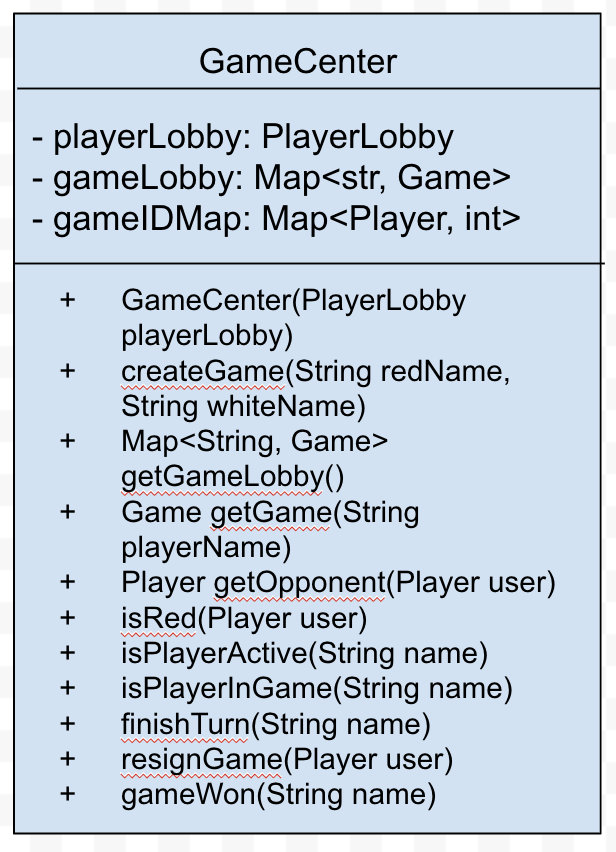 GameCenter
- playerLobby: PlayerLobby
- gameLobby: Map<str, Game>
- gameIDMap: Map<Player, int>
+ GameCenter(PlayerLobby
playerLobby)
+ createGame(String redName,
String whiteName)
+ Map<String, Game>
getGameLobby()
+ Game getGame(String
playerName)
+ Player getOpponent(Player user)
+ isRed(Player user)
+ isPlayerActive(String name)
+ isPlayerInGame(String name)
+ finishTurn(String name)
+ resignGame(Player user)
+ gameWon(String name)